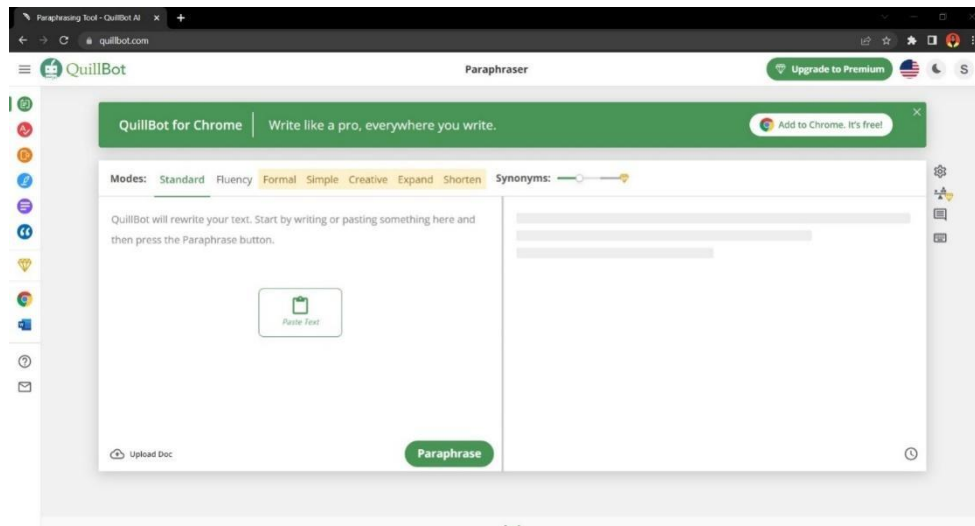 Paraphrasing Tool - QuillBot AI
quillbot.com
QuillBot
Paraphraser
Upgrade to Premium
S
QuillBot for Chrome | Write like a pro, everywhere you write.
Add to Chrome. It's free!
Modes: Standard Fluency Formal Simple Creative Expand Shorten Synonyms:
QuillBot will rewrite your text. Start by writing or pasting something here and
then press the Paraphrase button.
Paste Text
Upload Doc
Paraphrase